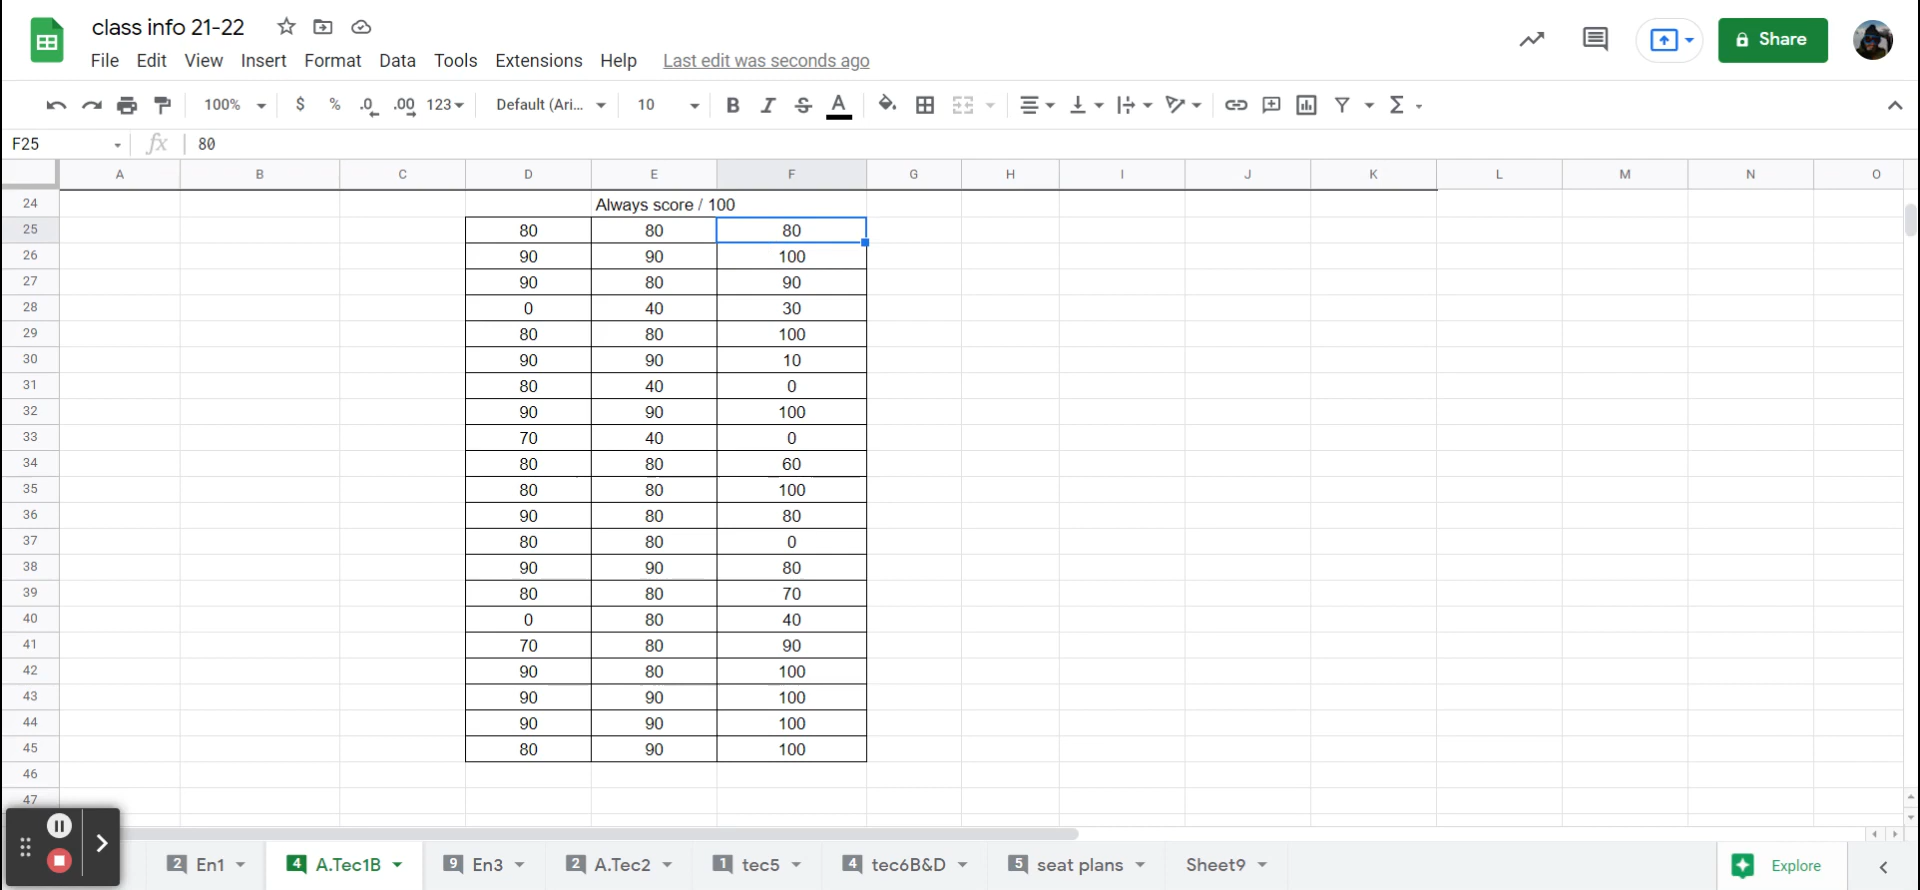 class info 21-22
File Edit View Insert Format Data Tools Extensions Help Last edit was seconds ago
Share
100% $ % .0 .00 123 Default (Ari... 10 B I S A
F25 fx 80
A B C D E F G H I J K L M N O
24 Always score / 100
25 80 80 80
26 90 90 100
27 90 80 90
28 0 40 30
29 80 80 100
30 90 90 10
31 80 40 0
32 90 90 100
33 70 40 0
34 80 80 60
35 80 80 100
36 90 80 80
37 80 80 0
38 90 90 80
39 80 80 70
40 0 80 40
41 70 80 90
42 90 80 100
43 90 90 100
44 90 90 100
45 80 90 100
46
47
2 En1 4 A.Tec1B 9 En3 2 A.Tec2 1 tec5 4 tec6B&D 5 seat plans Sheet9 Explore